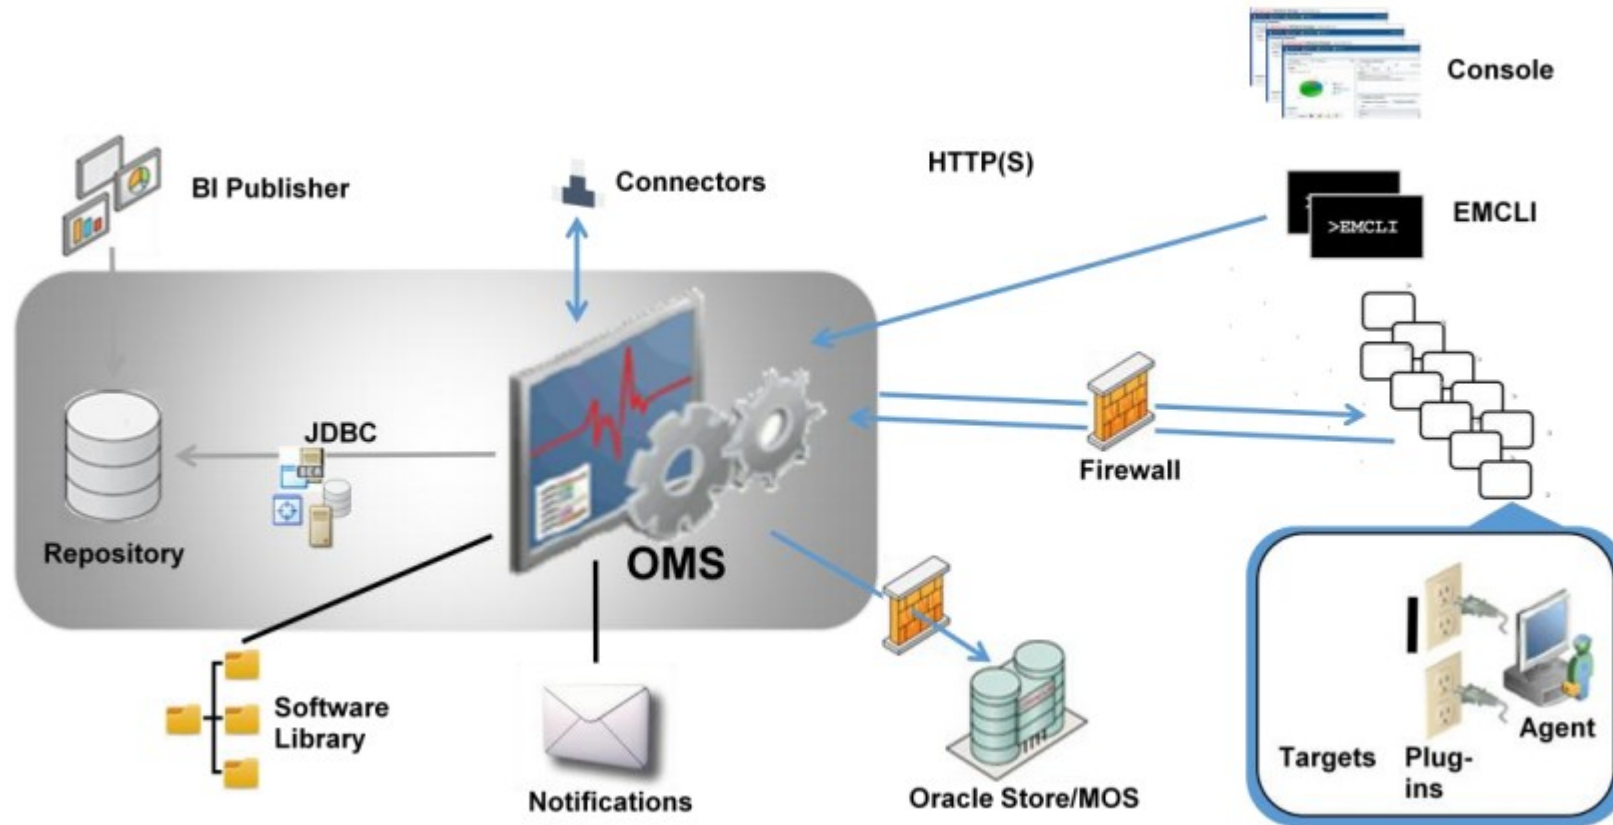 Console
HTTP(S)
BI Publisher
Connectors
EMCLI
>EMCLI
JDBC
Firewall
Repository
OMS
Software
Library
Notifications
Oracle Store/MOS
Agent
Targets
Plug-
ins